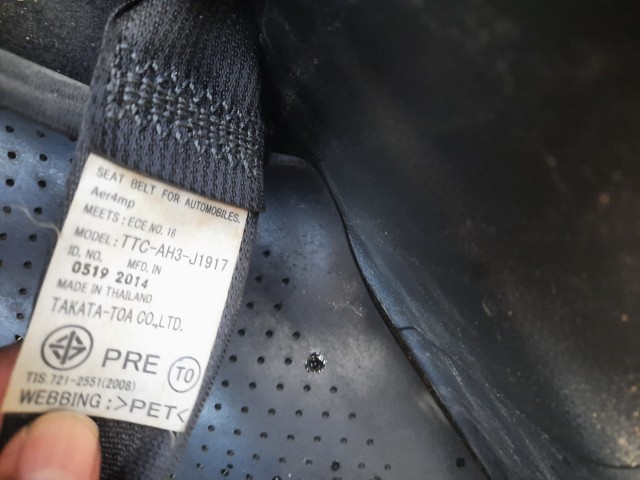 SEAT BELT FOR AUTOMOBILES.
Aer4mp
MEETS : ECE NO. 16
MODEL : TTC-AH3-J1917
ID. NO. MFD. IN
0519 2014
MADE IN THAILAND
TAKATA-TOA CO.,LTD.
PRE TO
TIS. 721-2551(2008)
WEBBING :>PET<